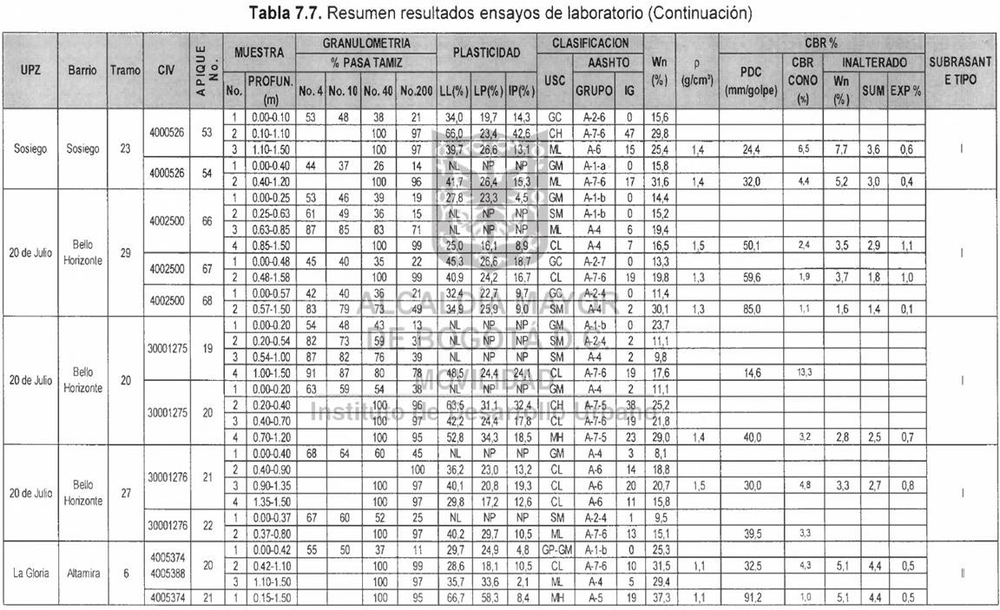 Tabla 7.7. Resumen resultados ensayos de laboratorio (Continuación)
UPZ Barrio Tramo CIV APIQUE No. MUESTRA GRANULOMETRIA PLASTICIDAD CLASIFICACION Wn (%) ρ (g/cm³) CBR % SUBRASANTE TIPO
% PASA TAMIZ USC AASHTO PDC (mm/golpe) CBR CONO (%) INALTERADO
No. PROFUN. (m) No. 4 No. 10 No. 40 No.200 LL(%) LP(%) IP(%) GRUPO IG Wn (%) SUM EXP %
Sosiego Sosiego 23 4000526 53 1 0.00-0.10 53 48 38 21 34,0 19,7 14,3 GC A-2-6 0 15,6 I
2 0.10-1.10 100 97 66,0 23,4 42,6 CH A-7-6 47 29,8
3 1.10-1.50 100 97 39,7 26,6 13,1 ML A-6 15 25,4 1,4 24,4 6,5 7,7 3,6 0,6
4000526 54 1 0.00-0.40 44 37 26 14 NL NP NP GM A-1-a 0 15,8
2 0.40-1.20 100 96 41,7 26,4 15,3 ML A-7-6 17 31,6 1,4 32,0 4,4 5,2 3,0 0,4
20 de Julio Bello Horizonte 29 4002500 66 1 0.00-0.25 53 46 39 19 27,8 23,3 4,5 GM A-1-b 0 14,4 I
2 0.25-0.63 61 49 36 15 NL NP NP SM A-1-b 0 15,2
3 0.63-0.85 87 85 83 71 NL NP NP ML A-4 6 19,4
4 0.85-1.50 100 99 25,0 16,1 8,9 CL A-4 7 16,5 1,5 50,1 2,4 3,5 2,9 1,1
4002500 67 1 0.00-0.48 45 40 35 22 45,3 26,6 18,7 GC A-2-7 0 13,3
2 0.48-1.58 100 99 40,9 24,2 16,7 CL A-7-6 19 19,8 1,3 59,6 1,9 3,7 1,8 1,0
4002500 68 1 0.00-0.57 42 40 36 21 32,4 22,7 9,7 GC A-2-4 0 11,4
2 0.57-1.50 83 79 73 49 34,9 25,9 9,0 SM A-4 2 30,1 1,3 85,0 1,1 1,6 1,4 0,1
20 de Julio Bello Horizonte 20 30001275 19 1 0.00-0.20 54 48 43 13 NL NP NP GM A-1-b 0 23,7 I
2 0.20-0.54 82 73 59 31 NL NP NP SM A-2-4 2 11,1
3 0.54-1.00 87 82 76 39 NL NP NP SM A-4 2 9,8
4 1.00-1.50 91 87 80 78 48,5 24,4 24,1 CL A-7-6 19 17,6 14,6 13,3
30001275 20 1 0.00-0.20 63 59 54 38 NL NP NP GM A-4 2 11,1
2 0.20-0.40 100 96 63,5 31,1 32,4 CH A-7-5 38 25,2
3 0.40-0.70 100 97 42,2 24,4 17,8 CL A-7-6 19 21,8
4 0.70-1.20 100 95 52,8 34,3 18,5 MH A-7-5 23 29,0 1,4 40,0 3,2 2,8 2,5 0,7
20 de Julio Bello Horizonte 27 30001276 21 1 0.00-0.40 68 64 60 45 NL NP NP GM A-4 3 8,1 I
2 0.40-0.90 100 36,2 23,0 13,2 CL A-6 14 18,8
3 0.90-1.35 100 97 40,1 20,8 19,3 CL A-6 20 20,7 1,5 30,0 4,8 3,3 2,7 0,8
4 1.35-1.50 100 97 29,8 17,2 12,6 CL A-6 11 15,8
30001276 22 1 0.00-0.37 67 60 52 25 NL NP NP SM A-2-4 1 9,5
2 0.37-0.80 100 97 40,2 29,7 10,5 ML A-7-6 13 15,1 39,5 3,3
La Gloria Altamira 6 4005374 4005388 20 1 0.00-0.42 55 50 37 11 29,7 24,9 4,8 GP-GM A-1-b 0 25,3 II
2 0.42-1.10 100 99 28,6 18,1 10,5 CL A-7-6 10 31,5 1,1 32,5 4,3 5,1 4,4 0,5
3 1.10-1.50 100 97 35,7 33,6 2,1 ML A-4 5 29,4
4005374 21 1 0.15-1.50 100 95 66,7 58,3 8,4 MH A-5 19 37,3 1,1 91,2 1,0 5,1 4,4 0,5
ALCALDIA MAYOR
DE BOGOTÁ D.C.
MOVILIDAD
Instituto de Desarrollo Urbano